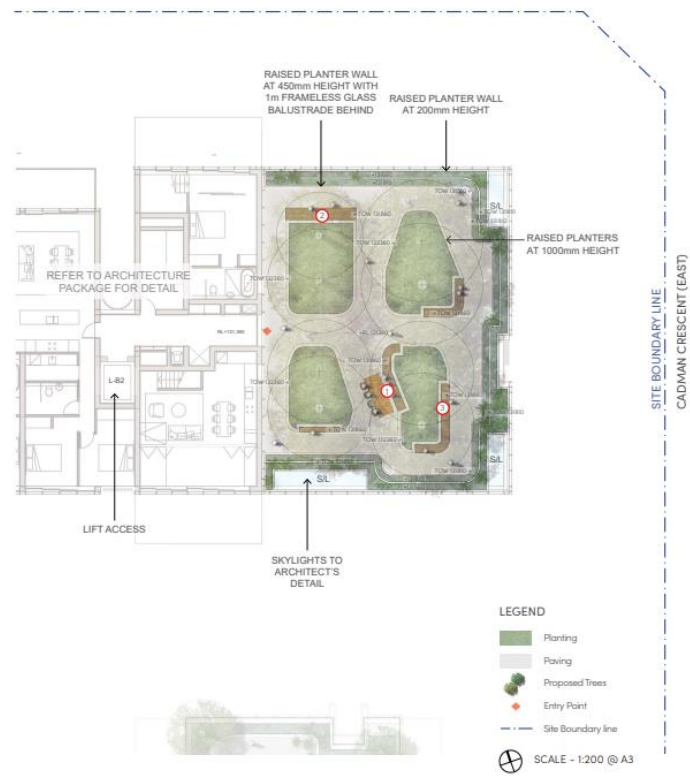 RAISED PLANTER WALL
AT 450mm HEIGHT WITH
1m FRAMELESS GLASS
BALUSTRADE BEHIND
RAISED PLANTER WALL
AT 200mm HEIGHT
S/L
2
RAISED PLANTERS
AT 1000mm HEIGHT
REFER TO ARCHITECTURE
PACKAGE FOR DETAIL
SITE BOUNDARY LINE
CADMAN CRESCENT (EAST)
L-B2
1
3
S/L
S/L
LIFT ACCESS
SKYLIGHTS TO
ARCHITECT'S
DETAIL
LEGEND
Planting
Paving
Proposed Trees
Entry Point
Site Boundary line
SCALE - 1:200 @ A3